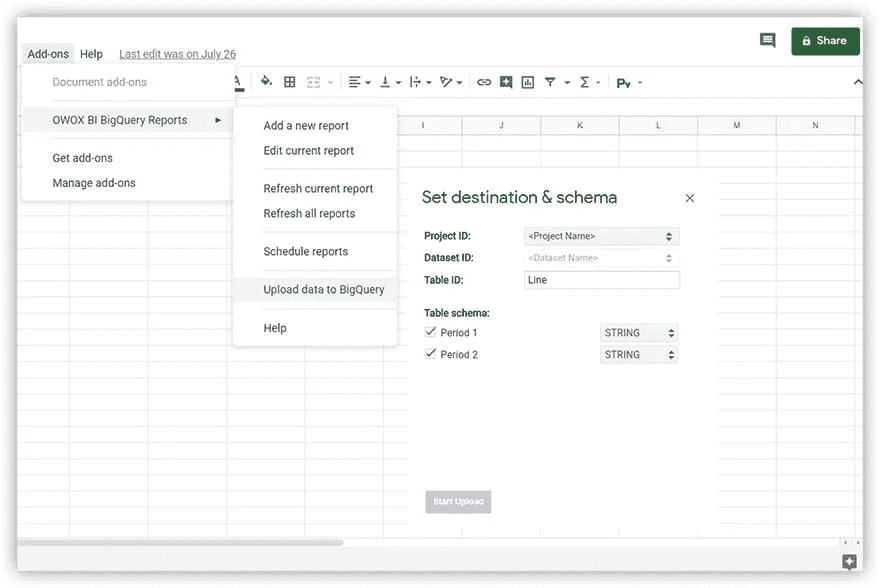 Add-ons Help Last edit was on July 26
Share
Document add-ons
OWOX BI BigQuery Reports
Get add-ons
Manage add-ons
Add a new report
Edit current report
Refresh current report
Refresh all reports
Schedule reports
Upload data to BigQuery
Help
A
Σ
Py
I J K L M N
Set destination & schema
Project ID: <Project Name>
Dataset ID: <Dataset Name>
Table ID: Line
Table schema:
Period 1 STRING
Period 2 STRING
Start Upload